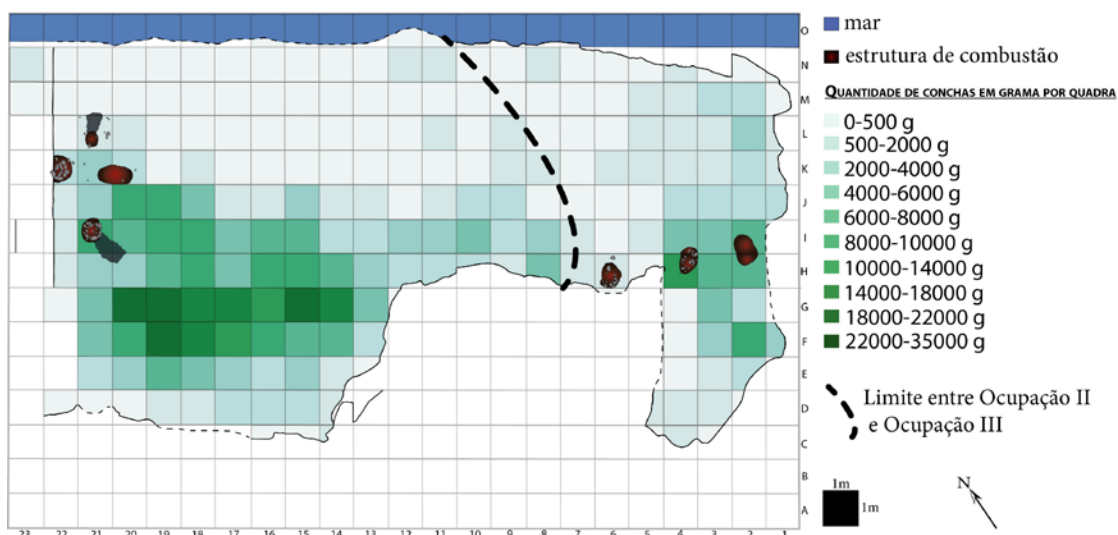 mar
estrutura de combustão
QUANTIDADE DE CONCHAS EM GRAMA POR QUADRA
0-500 g
500-2000 g
2000-4000 g
4000-6000 g
6000-8000 g
8000-10000 g
10000-14000 g
14000-18000 g
18000-22000 g
22000-35000 g
Limite entre Ocupação II
e Ocupação III
1m
1m
N
O
N
M
L
K
J
I
H
G
F
E
D
C
B
A
23 22 21 20 19 18 17 16 15 14 13 12 11 10 9 8 7 6 5 4 3 2 1